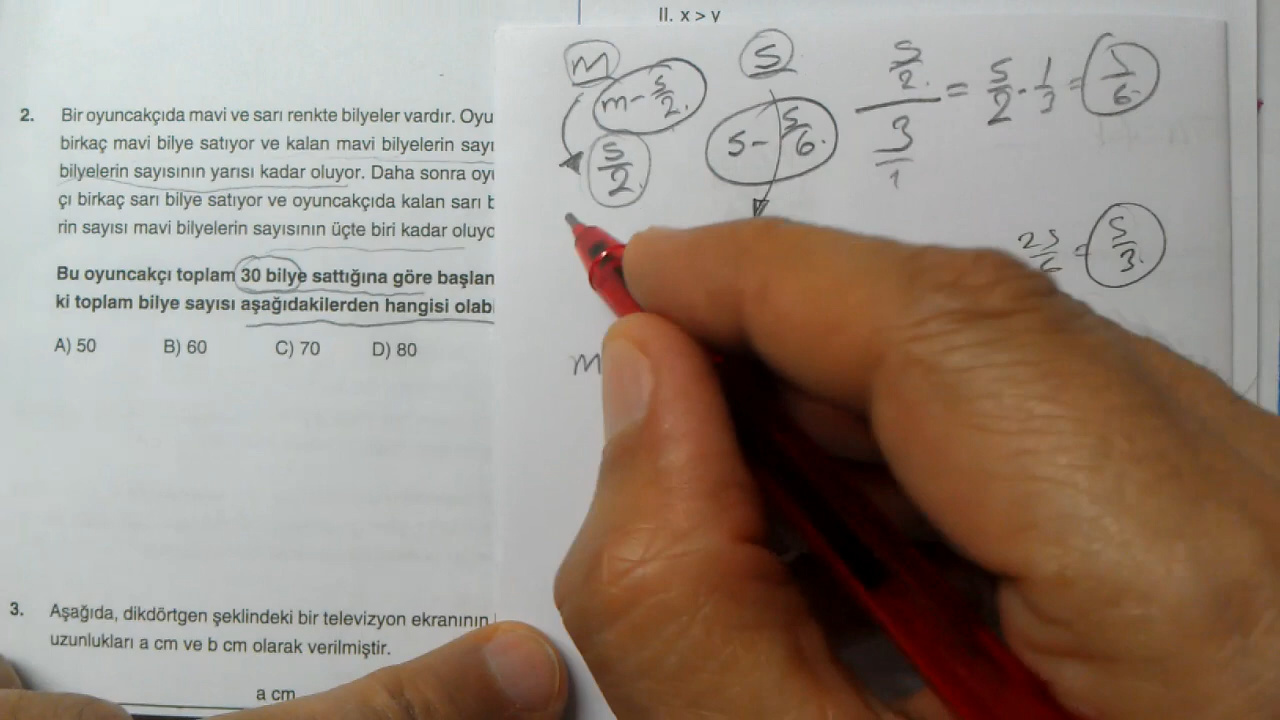 II. x > y
2. Bir oyuncakçıda mavi ve sarı renkte bilyeler vardır. Oyu
birkaç mavi bilye satıyor ve kalan mavi bilyelerin sayı
bilyelerin sayısının yarısı kadar oluyor. Daha sonra oyu
çı birkaç sarı bilye satıyor ve oyuncakçıda kalan sarı b
rin sayısı mavi bilyelerin sayısının üçte biri kadar oluyo
Bu oyuncakçı toplam 30 bilye sattığına göre başlan
ki toplam bilye sayısı aşağıdakilerden hangisi olabi
A) 50 B) 60 C) 70 D) 80
3. Aşağıda, dikdörtgen şeklindeki bir televizyon ekranının
uzunlukları a cm ve b cm olarak verilmiştir.
a cm
m
m - s/2
s/2
s
s - s/6
s/2 / 3/1 = s/2 · 1/3 = s/6
2s/6 = s/3
m